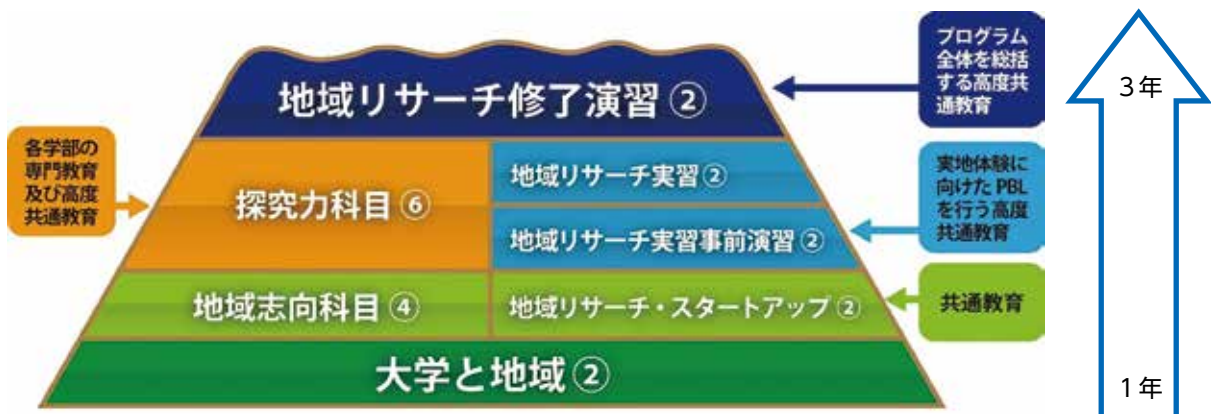 プログラム
全体を総括
する高度共
通教育
3年
地域リサーチ修了演習②
各学部の
専門教育
及び高度
共通教育
探究力科目⑥
地域リサーチ実習②
地域リサーチ実習事前演習②
実地体験に
向けたPBL
を行う高度
共通教育
地域志向科目④
地域リサーチ・スタートアップ②
共通教育
大学と地域②
1年